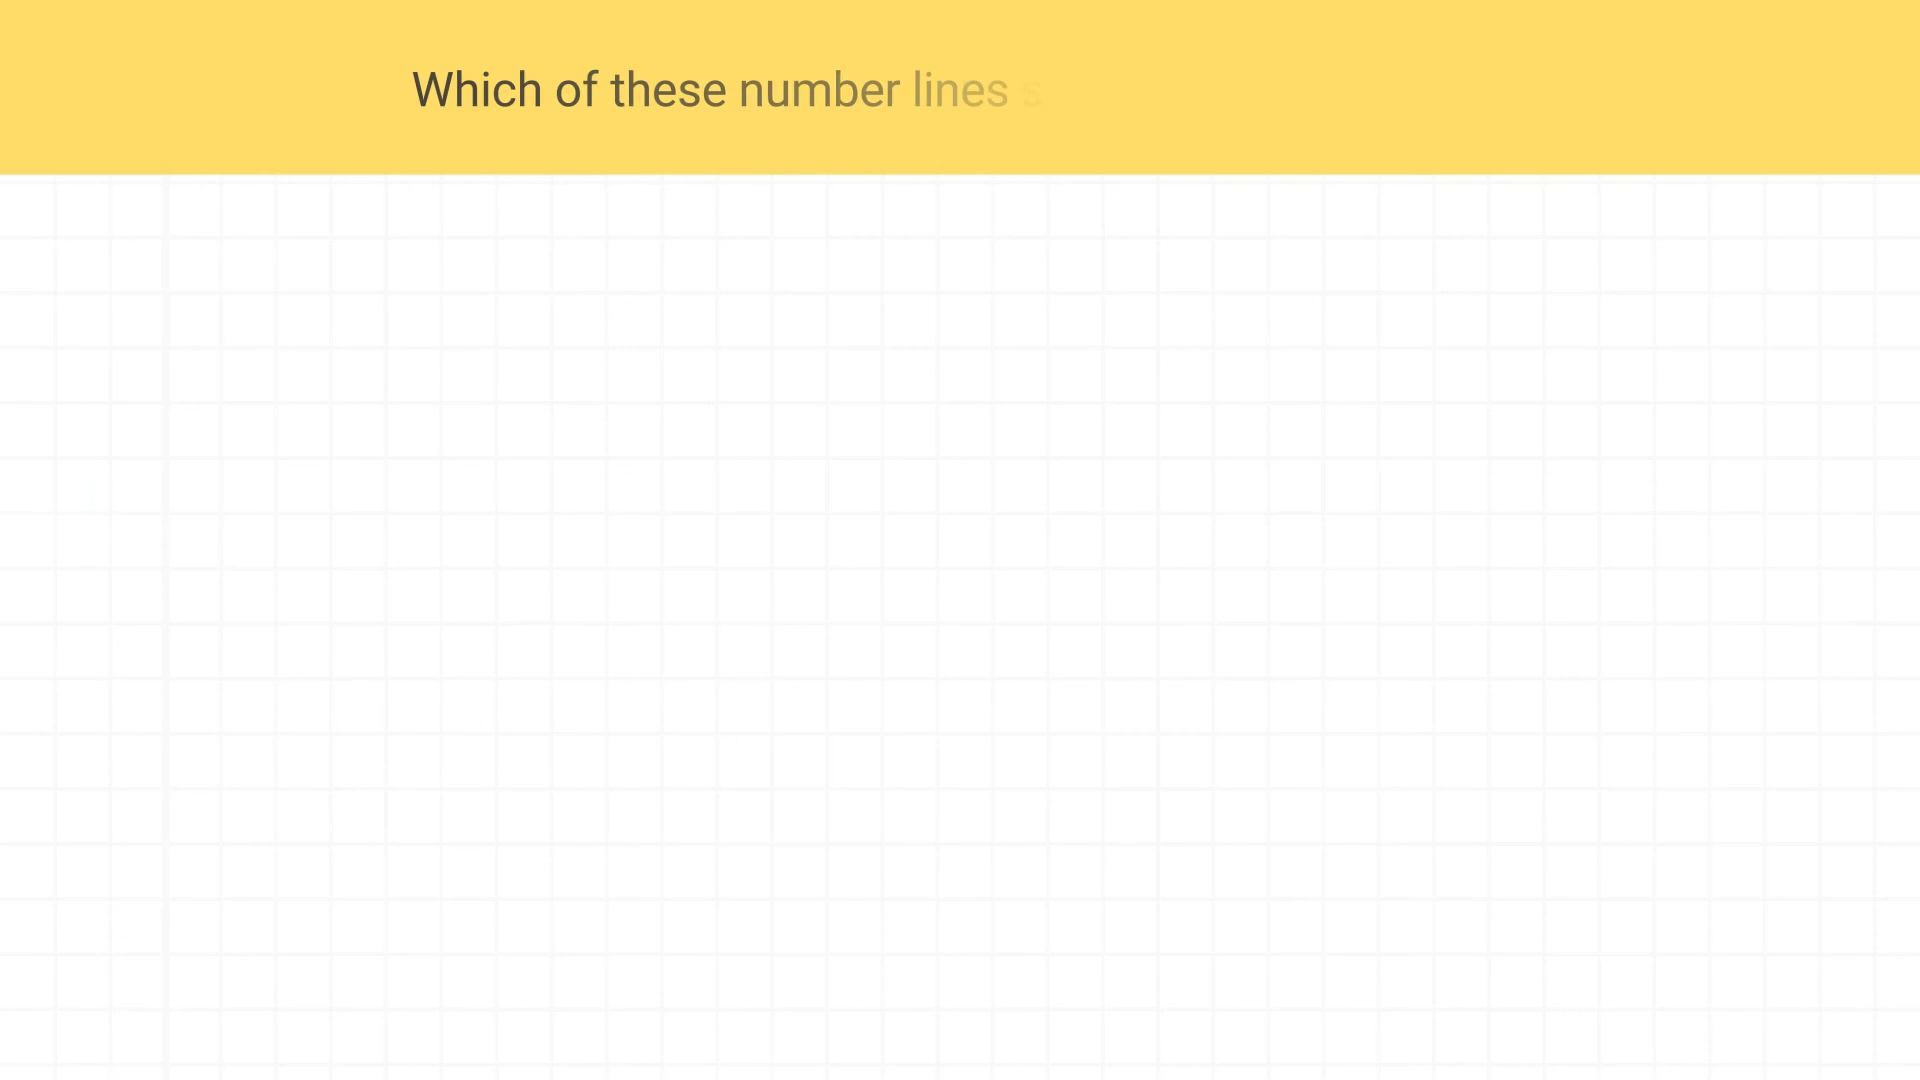 Which of these number lines